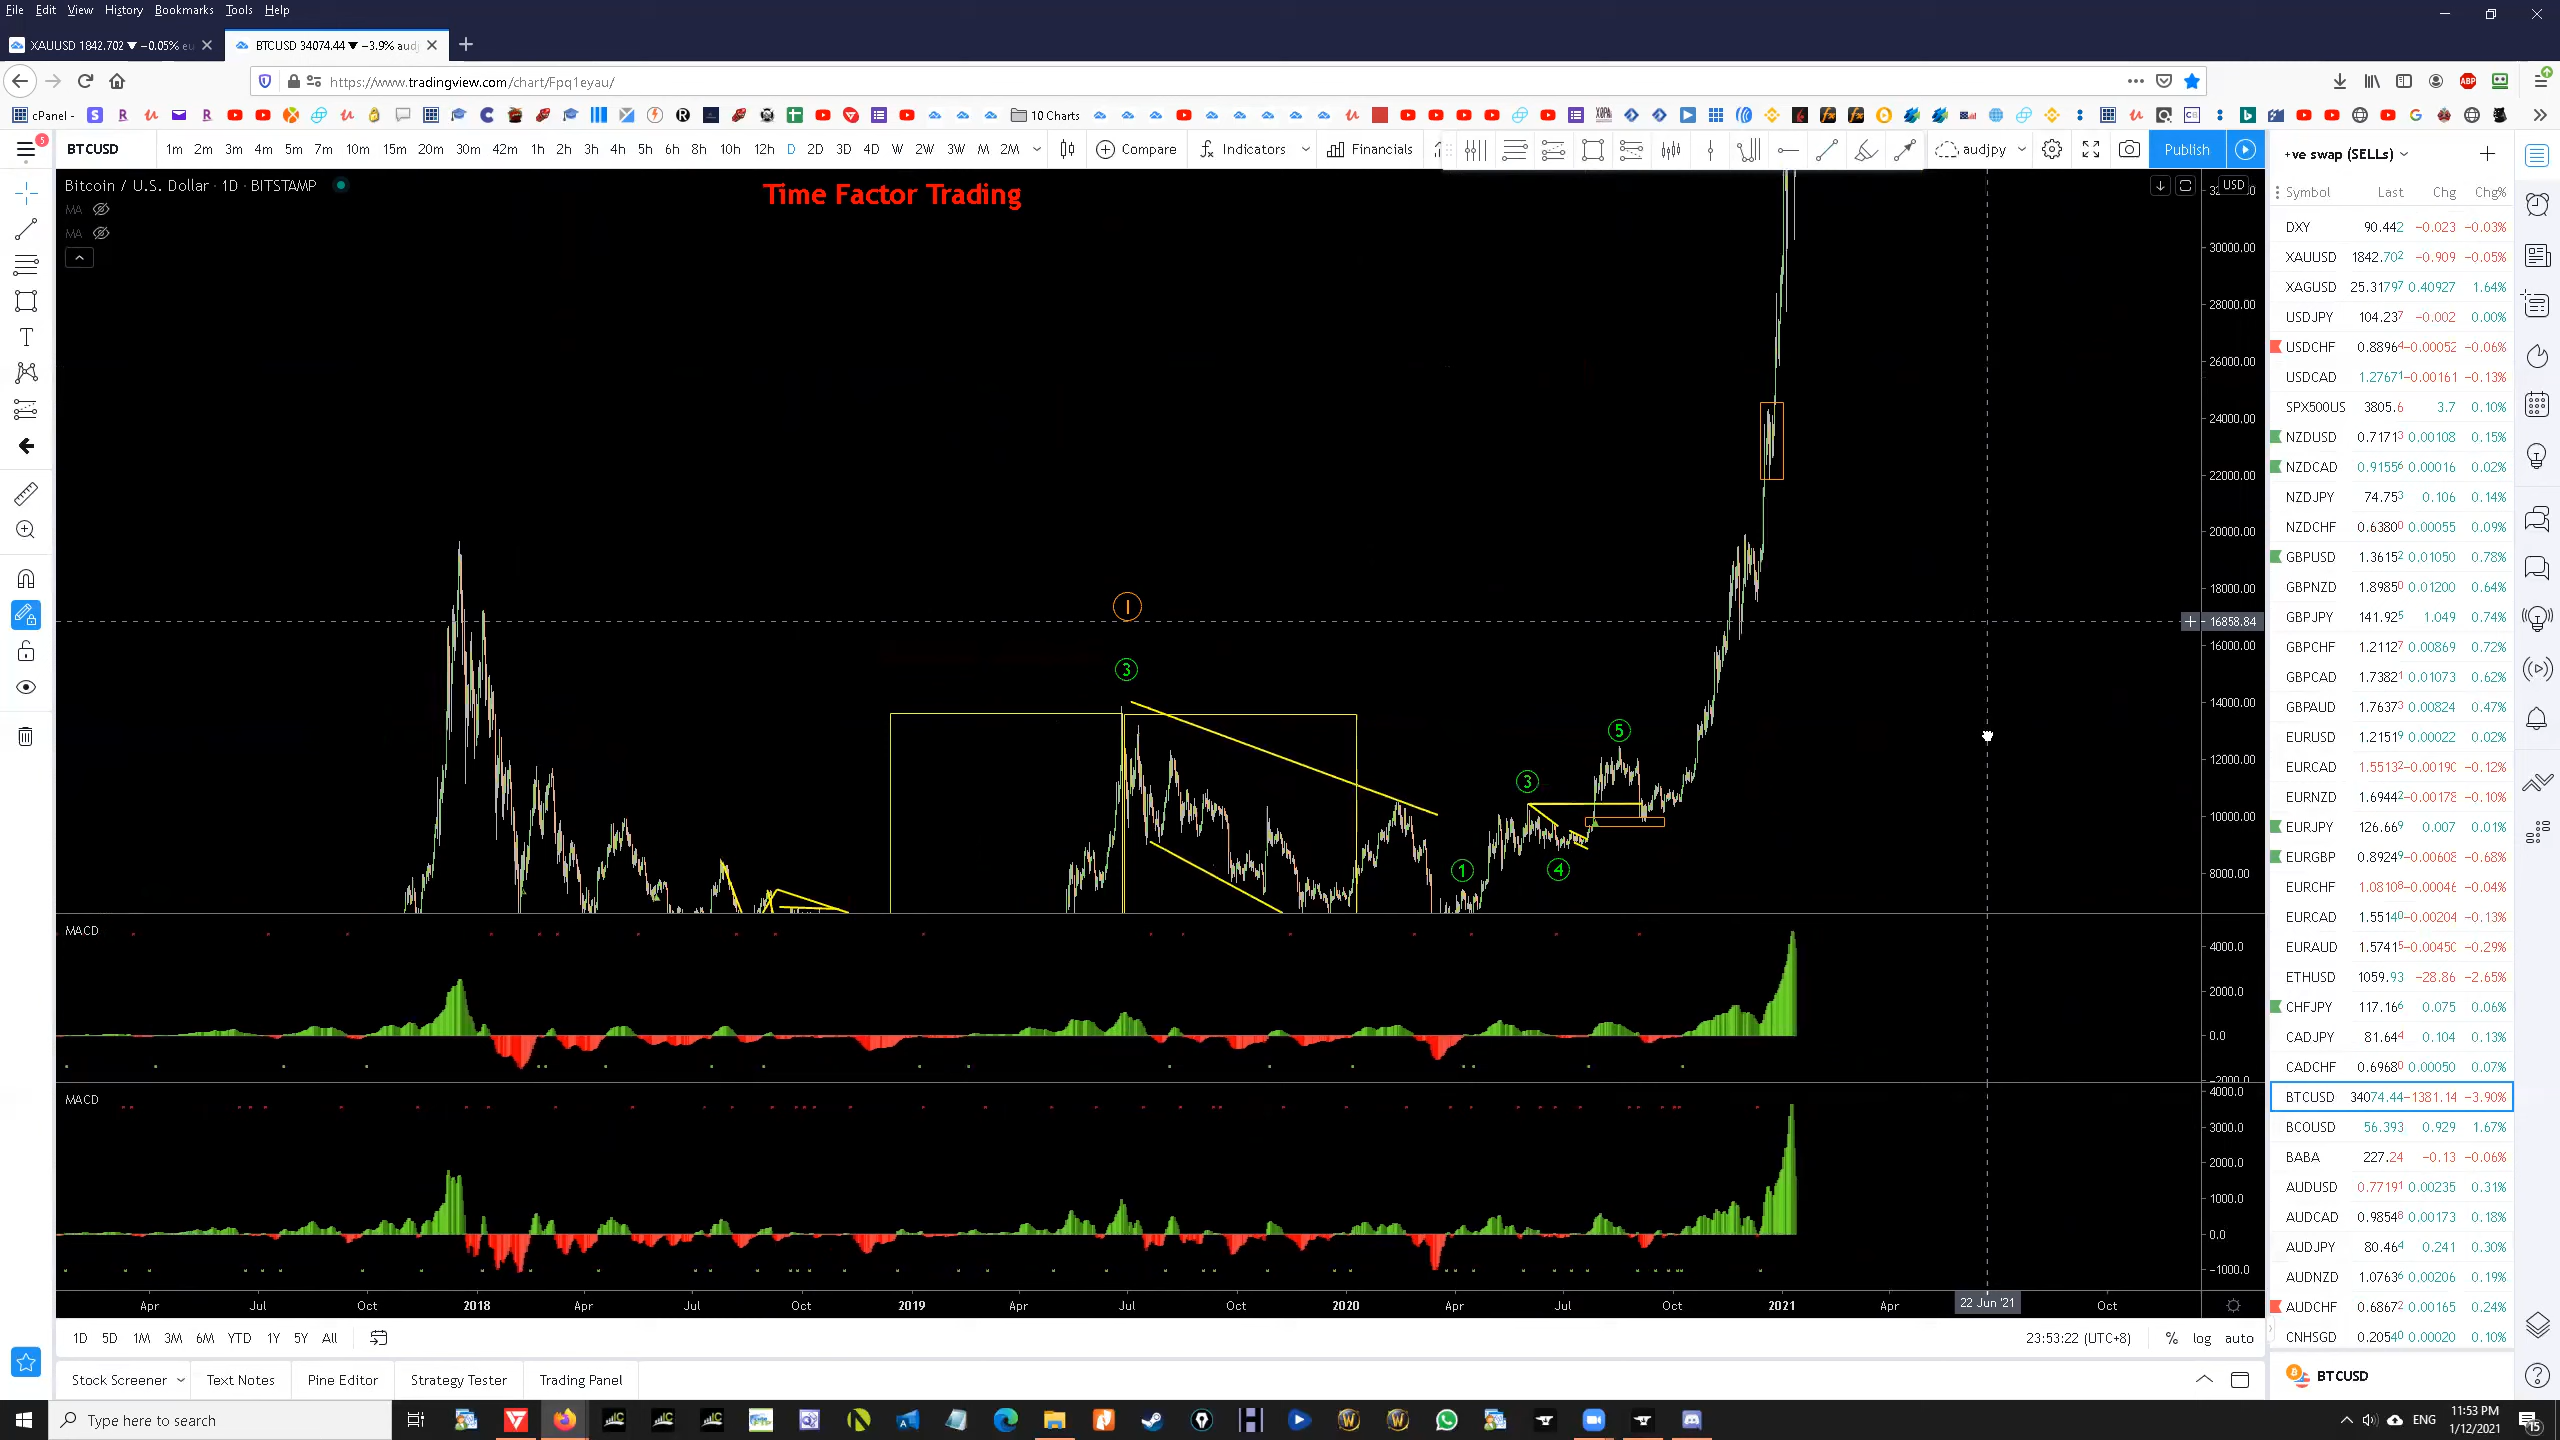 File Edit View History Bookmarks Tools Help
XAUUSD 1842.702 ▼ −0.05% eu
BTCUSD 34074.44 ▼ −3.9% audj
https://www.tradingview.com/chart/Fpq1eyau/
cPanel -
10 Charts
BTCUSD 1m 2m 3m 4m 5m 7m 10m 15m 20m 30m 42m 1h 2h 3h 4h 5h 6h 8h 10h 12h D 2D 3D 4D W 2W 3W M 2M
Compare Indicators Financials
audjpy Publish
Bitcoin / U.S. Dollar · 1D · BITSTAMP
MA
MA
Time Factor Trading
USD
30000.00
28000.00
26000.00
24000.00
22000.00
20000.00
18000.00
16858.84
16000.00
14000.00
12000.00
10000.00
8000.00
I
3
1
3
4
5
MACD
4000.0
2000.0
0.0
-2000.0
MACD
4000.0
3000.0
2000.0
1000.0
0.0
-1000.0
Apr Jul Oct 2018 Apr Jul Oct 2019 Apr Jul Oct 2020 Apr Jul Oct 2021 Apr 22 Jun '21 Oct
1D 5D 1M 3M 6M YTD 1Y 5Y All
23:53:22 (UTC+8) % log auto
Stock Screener Text Notes Pine Editor Strategy Tester Trading Panel
+ve swap (SELLs)
Symbol Last Chg Chg%
DXY 90.442 −0.023 −0.03%
XAUUSD 1842.702 −0.909 −0.05%
XAGUSD 25.31797 0.40927 1.64%
USDJPY 104.237 −0.002 0.00%
USDCHF 0.88964 −0.00052 −0.06%
USDCAD 1.27671 −0.00161 −0.13%
SPX500US 3805.6 3.7 0.10%
NZDUSD 0.71713 0.00108 0.15%
NZDCAD 0.91556 0.00016 0.02%
NZDJPY 74.753 0.106 0.14%
NZDCHF 0.63800 0.00055 0.09%
GBPUSD 1.36152 0.01050 0.78%
GBPNZD 1.89850 0.01200 0.64%
GBPJPY 141.925 1.049 0.74%
GBPCHF 1.21127 0.00869 0.72%
GBPCAD 1.73821 0.01073 0.62%
GBPAUD 1.76373 0.00824 0.47%
EURUSD 1.21519 0.00022 0.02%
EURCAD 1.55132 −0.00190 −0.12%
EURNZD 1.69442 −0.00178 −0.10%
EURJPY 126.669 0.007 0.01%
EURGBP 0.89249 −0.00608 −0.68%
EURCHF 1.08108 −0.00046 −0.04%
EURCAD 1.55140 −0.00204 −0.13%
EURAUD 1.57415 −0.00450 −0.29%
ETHUSD 1059.93 −28.86 −2.65%
CHFJPY 117.166 0.075 0.06%
CADJPY 81.644 0.104 0.13%
CADCHF 0.69680 0.00050 0.07%
BTCUSD 34074.44 −1381.14 −3.90%
BCOUSD 56.393 0.929 1.67%
BABA 227.24 −0.13 −0.06%
AUDUSD 0.77191 0.00235 0.31%
AUDCAD 0.98548 0.00173 0.18%
AUDJPY 80.464 0.241 0.30%
AUDNZD 1.07636 0.00206 0.19%
AUDCHF 0.68672 0.00165 0.24%
CNHSGD 0.20540 0.00020 0.10%
BTCUSD
Type here to search
ENG
11:53 PM
1/12/2021